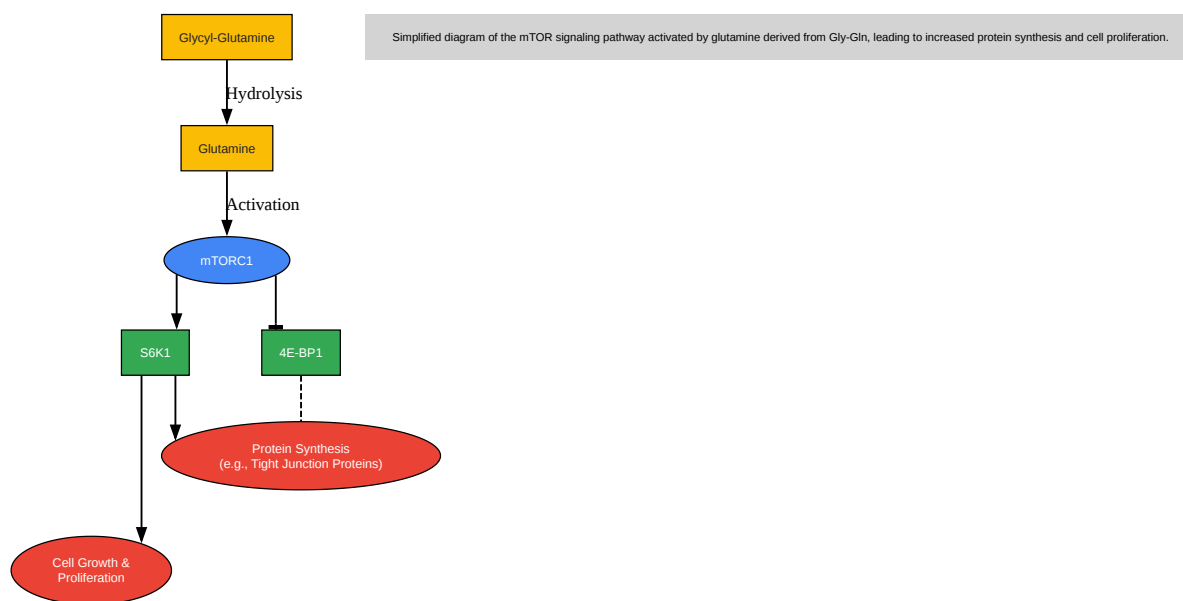 Glycyl-Glutamine
Simplified diagram of the mTOR signaling pathway activated by glutamine derived from Gly-Gln, leading to increased protein synthesis and cell proliferation.
Hydrolysis
Glutamine
Activation
mTORC1
S6K1
4E-BP1
Protein Synthesis
(e.g., Tight Junction Proteins)
Cell Growth &
Proliferation